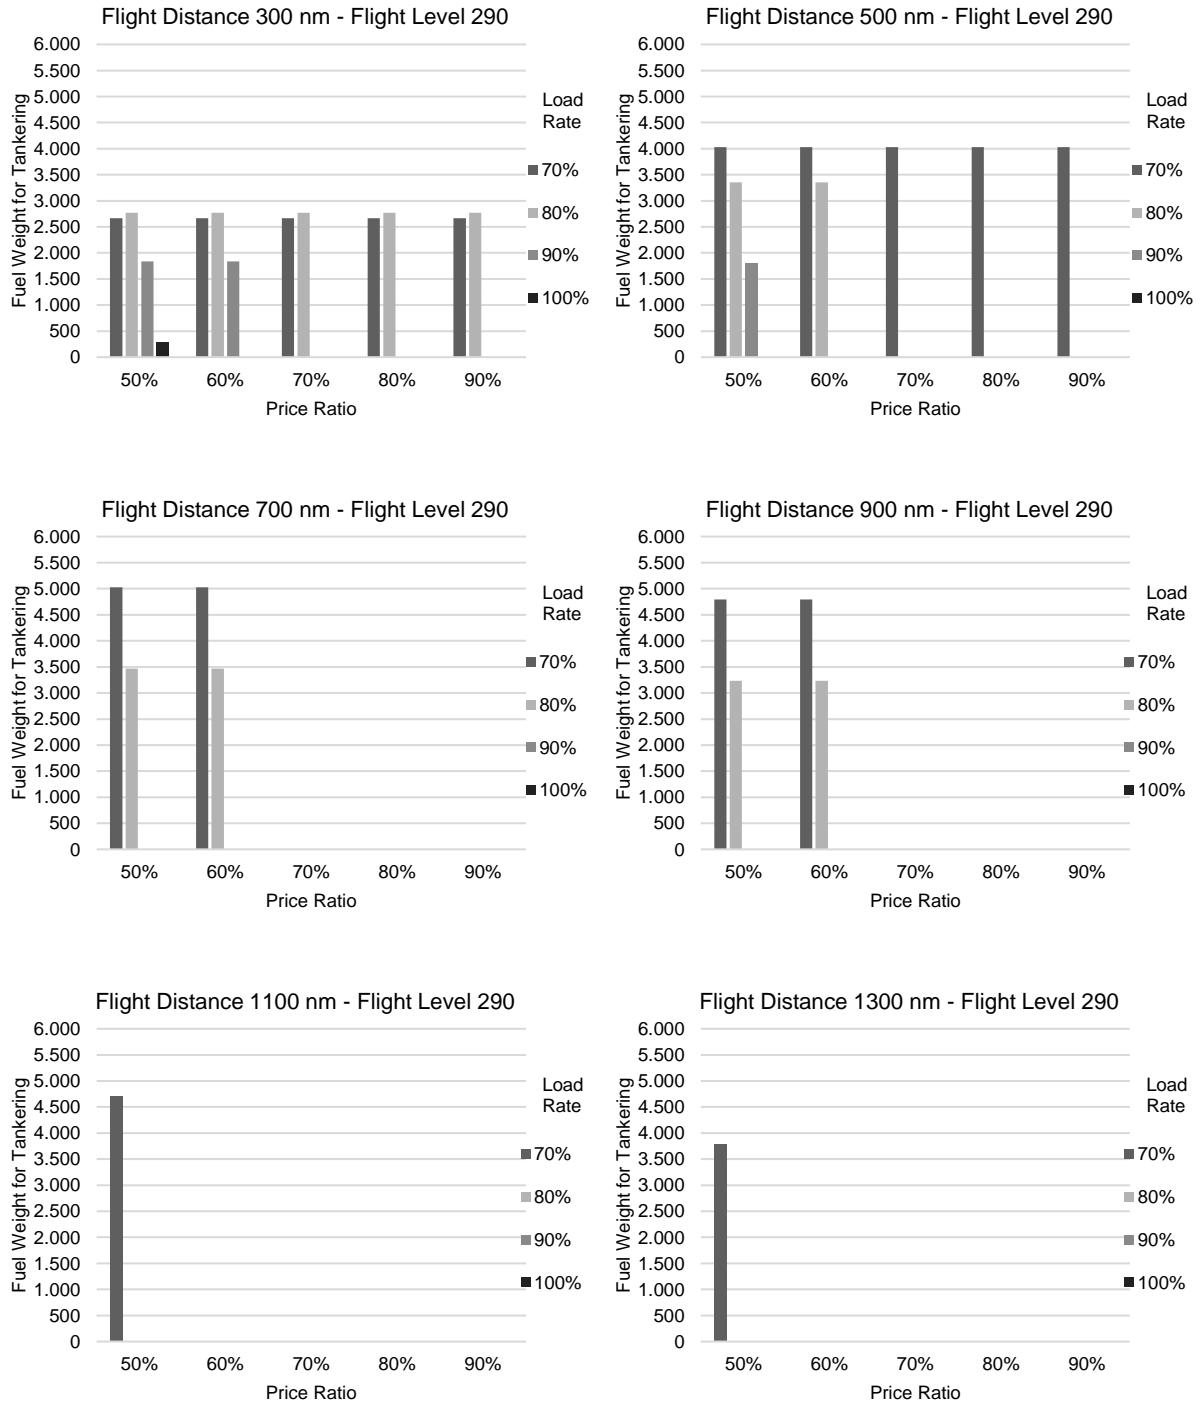 Flight Distance 300 nm - Flight Level 290
6.000
5.500
5.000
4.500
4.000
3.500
3.000
2.500
2.000
1.500
1.000
500
0
Fuel Weight for Tankering
50% 60% 70% 80% 90%
Price Ratio
Load
Rate
70%
80%
90%
100%
Flight Distance 500 nm - Flight Level 290
6.000
5.500
5.000
4.500
4.000
3.500
3.000
2.500
2.000
1.500
1.000
500
0
Fuel Weight for Tankering
50% 60% 70% 80% 90%
Price Ratio
Load
Rate
70%
80%
90%
100%
Flight Distance 700 nm - Flight Level 290
6.000
5.500
5.000
4.500
4.000
3.500
3.000
2.500
2.000
1.500
1.000
500
0
Fuel Weight for Tankering
50% 60% 70% 80% 90%
Price Ratio
Load
Rate
70%
80%
90%
100%
Flight Distance 900 nm - Flight Level 290
6.000
5.500
5.000
4.500
4.000
3.500
3.000
2.500
2.000
1.500
1.000
500
0
Fuel Weight for Tankering
50% 60% 70% 80% 90%
Price Ratio
Load
Rate
70%
80%
90%
100%
Flight Distance 1100 nm - Flight Level 290
6.000
5.500
5.000
4.500
4.000
3.500
3.000
2.500
2.000
1.500
1.000
500
0
Fuel Weight for Tankering
50% 60% 70% 80% 90%
Price Ratio
Load
Rate
70%
80%
90%
100%
Flight Distance 1300 nm - Flight Level 290
6.000
5.500
5.000
4.500
4.000
3.500
3.000
2.500
2.000
1.500
1.000
500
0
Fuel Weight for Tankering
50% 60% 70% 80% 90%
Price Ratio
Load
Rate
70%
80%
90%
100%